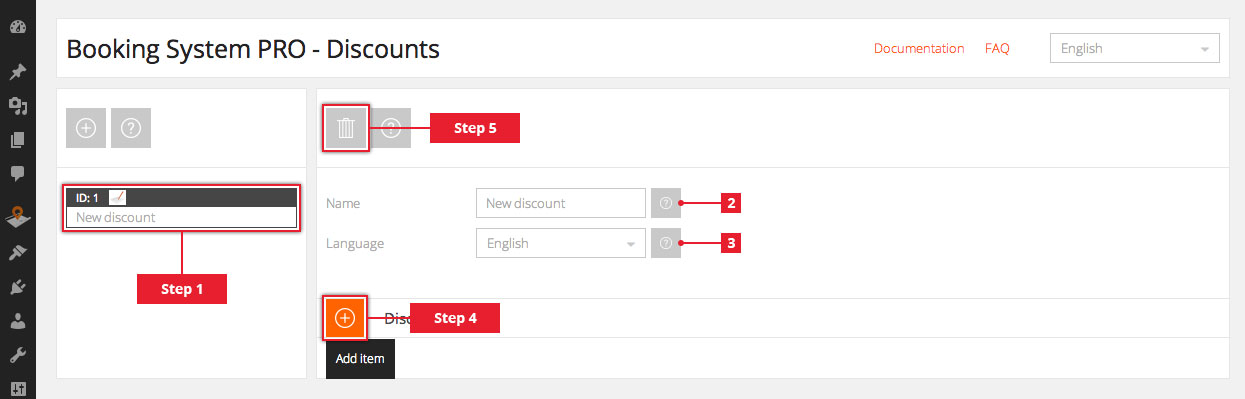 Booking System PRO - Discounts
Documentation
FAQ
English
Step 5
ID: 1
New discount
Step 1
Name
New discount
2
Language
English
3
Step 4
Add item